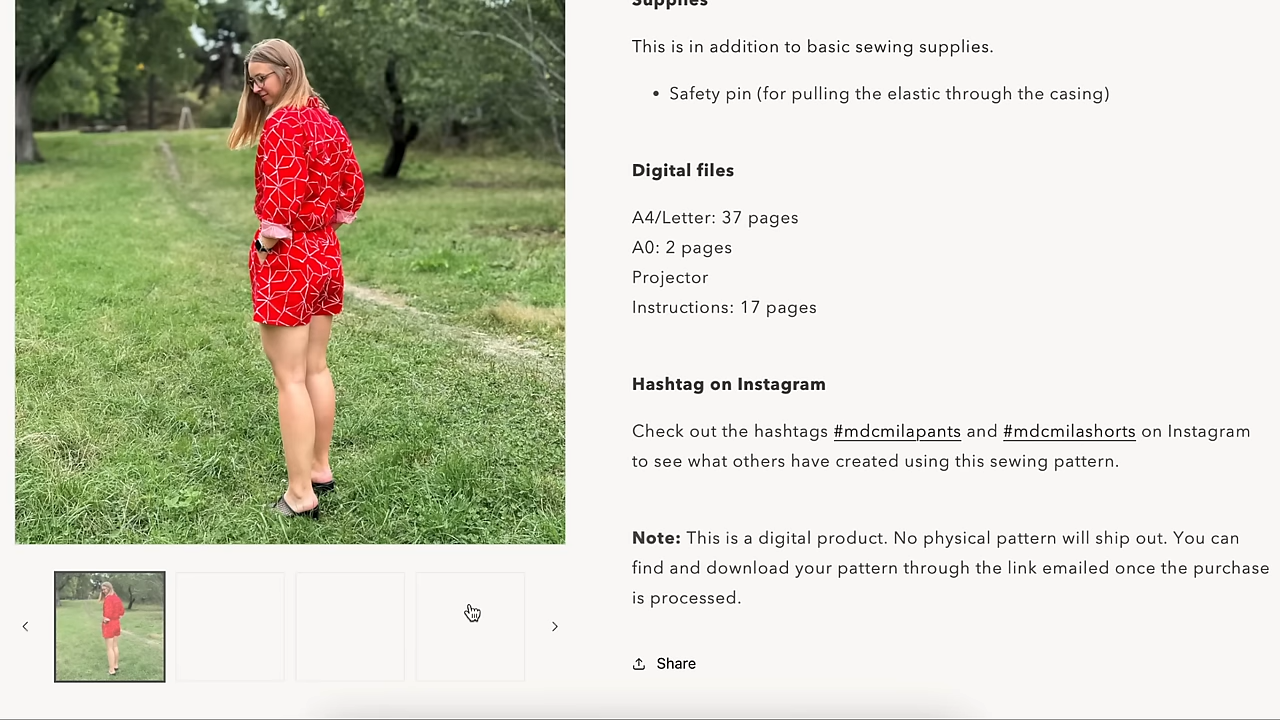 Supplies
This is in addition to basic sewing supplies.
• Safety pin (for pulling the elastic through the casing)
Digital files
A4/Letter: 37 pages
A0: 2 pages
Projector
Instructions: 17 pages
Hashtag on Instagram
Check out the hashtags #mdcmilapants and #mdcmilashorts on Instagram
to see what others have created using this sewing pattern.
Note: This is a digital product. No physical pattern will ship out. You can
find and download your pattern through the link emailed once the purchase
is processed.
Share